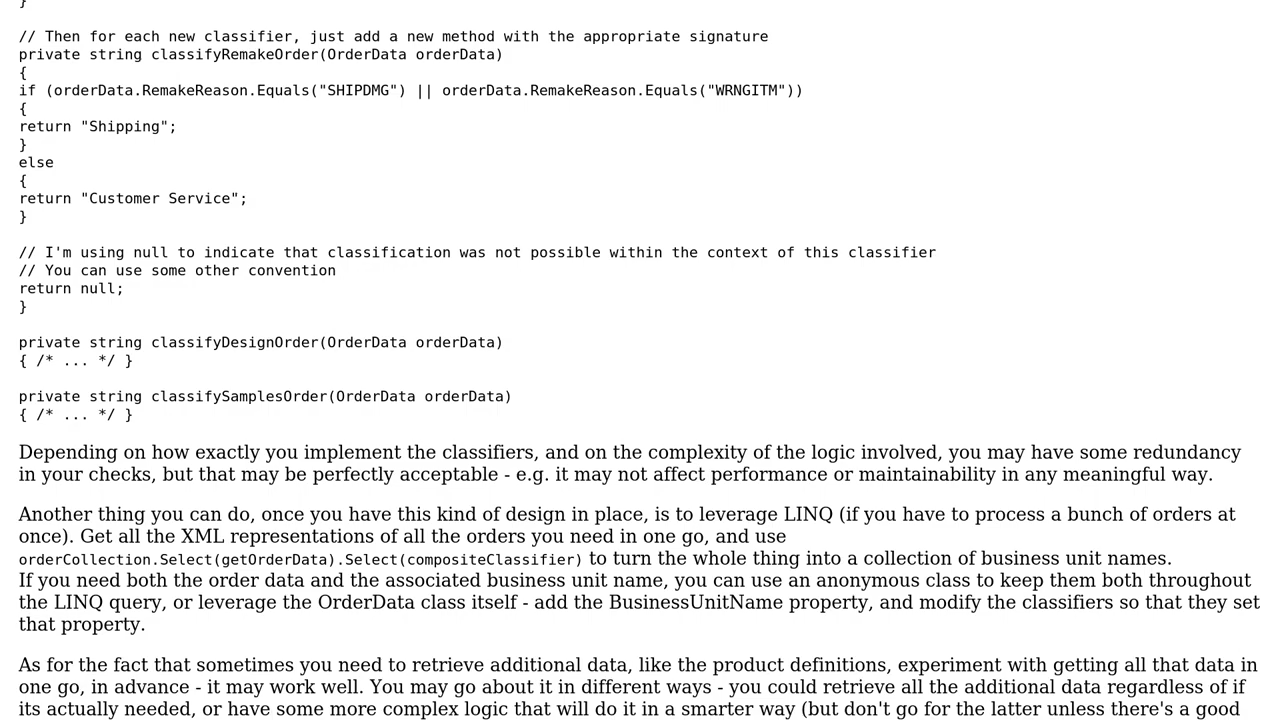 }
// Then for each new classifier, just add a new method with the appropriate signature
private string classifyRemakeOrder(OrderData orderData)
{
if (orderData.RemakeReason.Equals("SHIPDMG") || orderData.RemakeReason.Equals("WRNGITM"))
{
return "Shipping";
}
else
{
return "Customer Service";
}
// I'm using null to indicate that classification was not possible within the context of this classifier
// You can use some other convention
return null;
}
private string classifyDesignOrder(OrderData orderData)
{ /* ... */ }
private string classifySamplesOrder(OrderData orderData)
{ /* ... */ }
Depending on how exactly you implement the classifiers, and on the complexity of the logic involved, you may have some redundancy
in your checks, but that may be perfectly acceptable - e.g. it may not affect performance or maintainability in any meaningful way.
Another thing you can do, once you have this kind of design in place, is to leverage LINQ (if you have to process a bunch of orders at
once). Get all the XML representations of all the orders you need in one go, and use
orderCollection.Select(getOrderData).Select(compositeClassifier) to turn the whole thing into a collection of business unit names.
If you need both the order data and the associated business unit name, you can use an anonymous class to keep them both throughout
the LINQ query, or leverage the OrderData class itself - add the BusinessUnitName property, and modify the classifiers so that they set
that property.
As for the fact that sometimes you need to retrieve additional data, like the product definitions, experiment with getting all that data in
one go, in advance - it may work well. You may go about it in different ways - you could retrieve all the additional data regardless of if
its actually needed, or have some more complex logic that will do it in a smarter way (but don't go for the latter unless there's a good